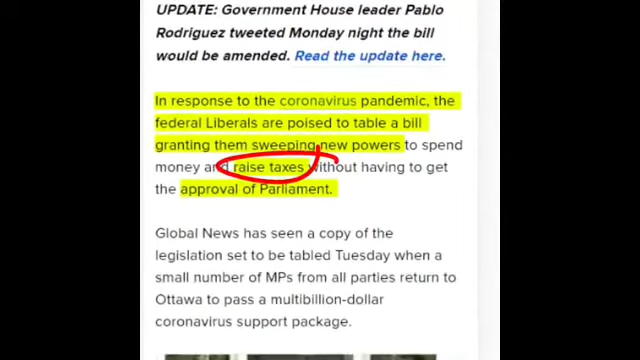 UPDATE: Government House leader Pablo
Rodriguez tweeted Monday night the bill
would be amended. Read the update here.
In response to the coronavirus pandemic, the
federal Liberals are poised to table a bill
granting them sweeping new powers to spend
money and raise taxes without having to get
the approval of Parliament.
Global News has seen a copy of the
legislation set to be tabled Tuesday when a
small number of MPs from all parties return to
Ottawa to pass a multibillion-dollar
coronavirus support package.